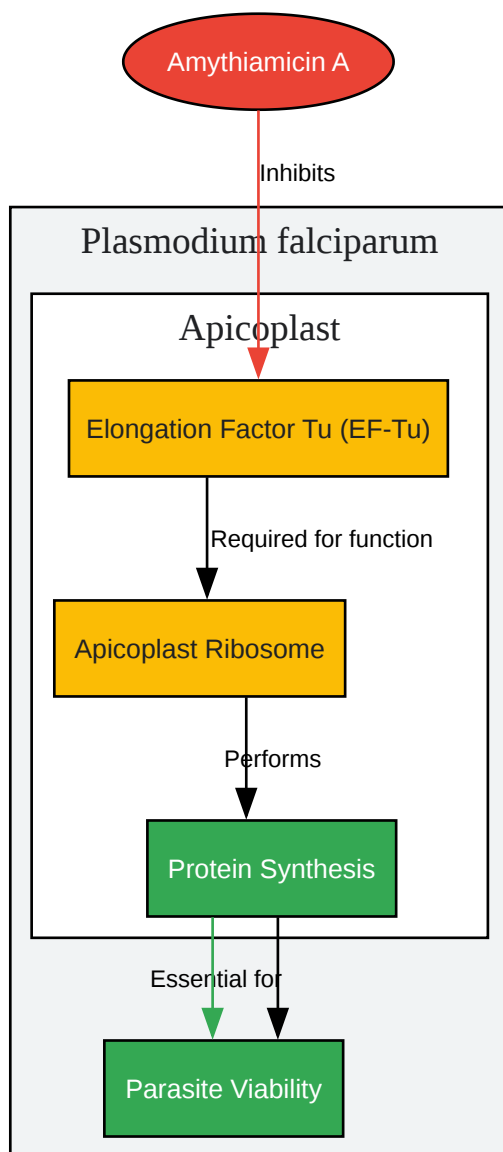 Amythiamicin A
Inhibits
Plasmodium falciparum
Apicoplast
Elongation Factor Tu (EF-Tu)
Required for function
Apicoplast Ribosome
Performs
Protein Synthesis
Essential for
Parasite Viability